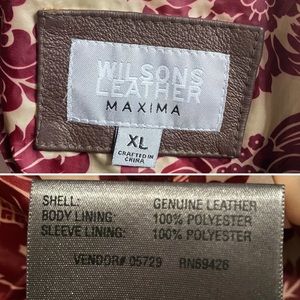 WILSONS
LEATHER
MAXIMA
XL
CRAFTED IN
CHINA
SHELL: GENUINE LEATHER
BODY LINING: 100% POLYESTER
SLEEVE LINING: 100% POLYESTER
VENDOR# 05729 RN69426